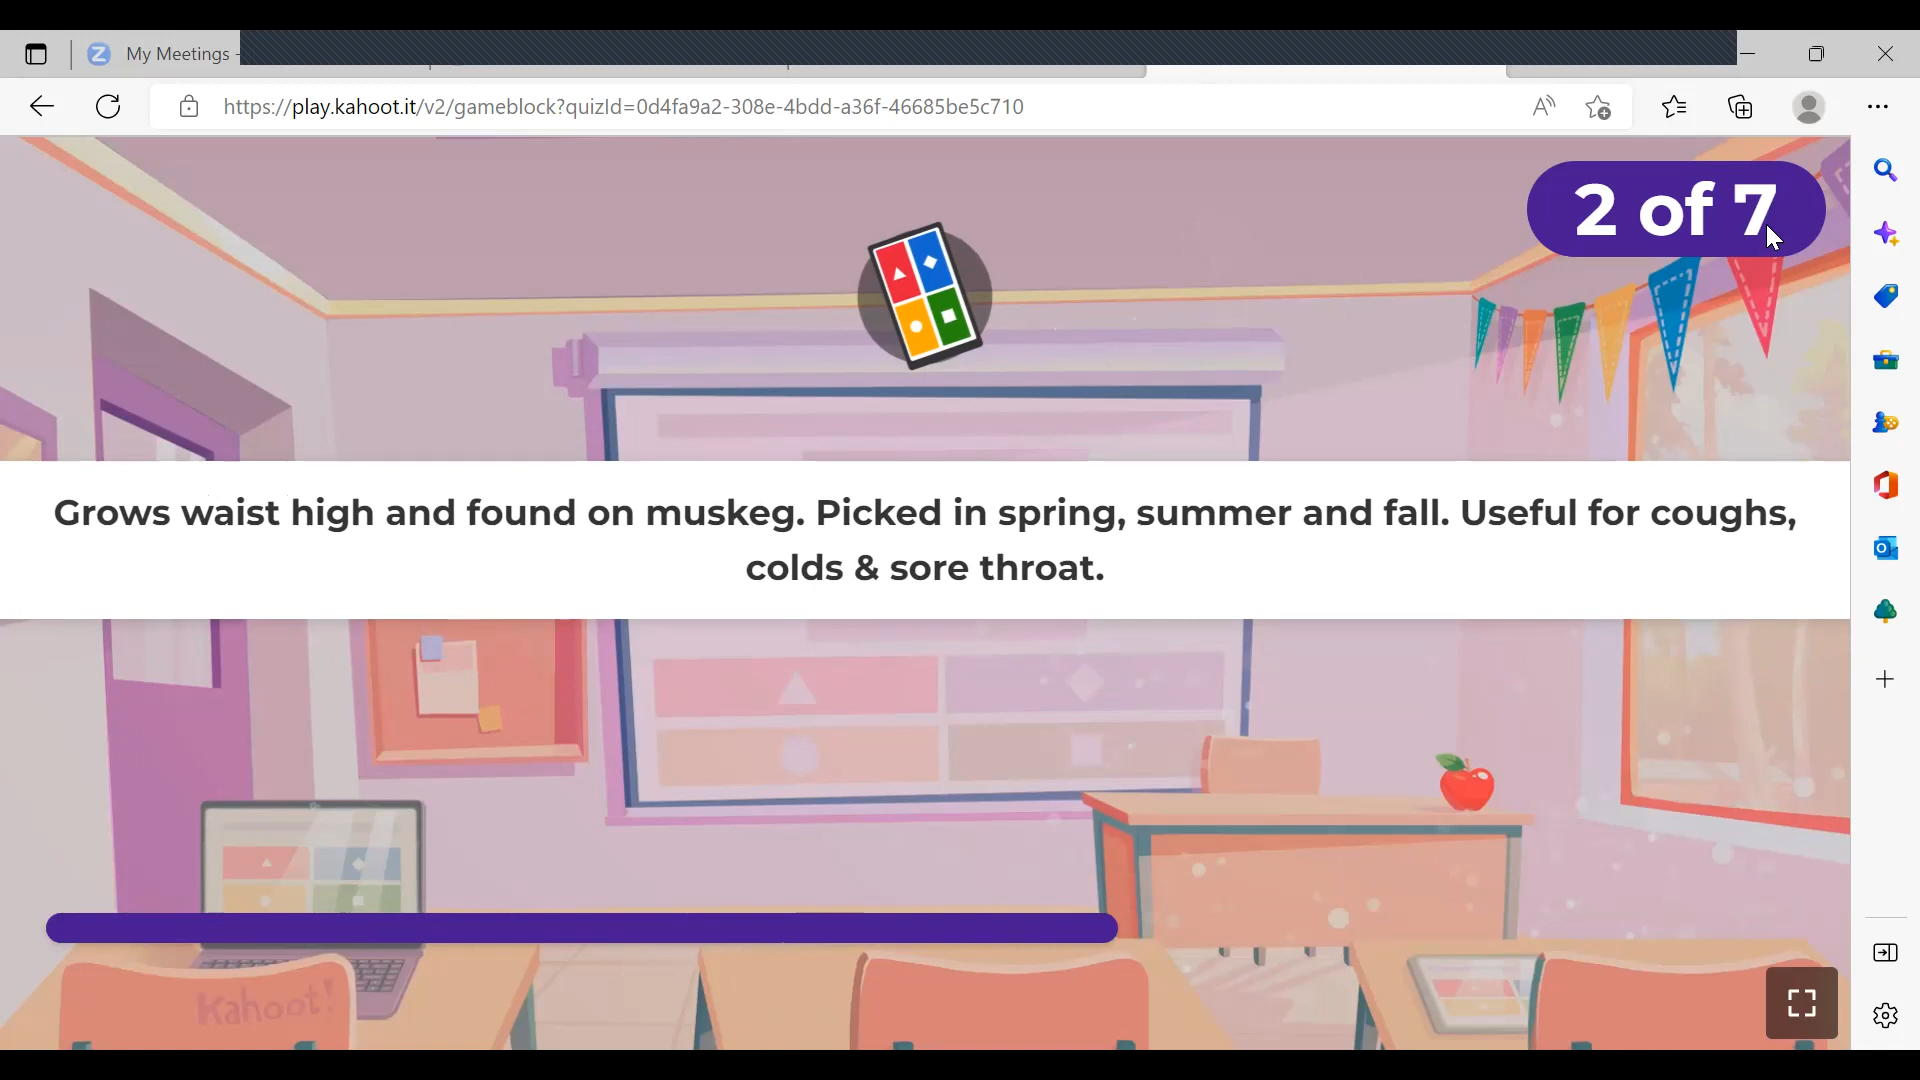 My Meetings -
https://play.kahoot.it/v2/gameblock?quizId=0d4fa9a2-308e-4bdd-a36f-46685be5c710
2 of 7
Grows waist high and found on muskeg. Picked in spring, summer and fall. Useful for coughs,
colds & sore throat.
Kahoot!